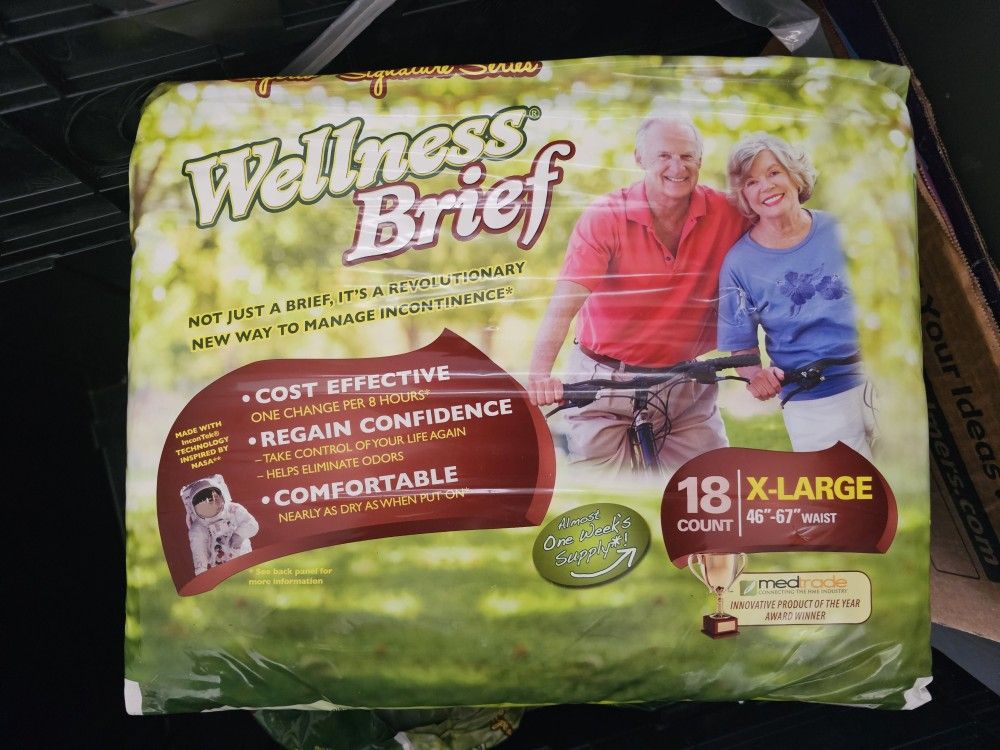 Signature Series
Wellness®
Brief
NOT JUST A BRIEF, IT'S A REVOLUTIONARY
NEW WAY TO MANAGE INCONTINENCE*
• COST EFFECTIVE
ONE CHANGE PER 8 HOURS*
• REGAIN CONFIDENCE
– TAKE CONTROL OF YOUR LIFE AGAIN
– HELPS ELIMINATE ODORS
• COMFORTABLE
NEARLY AS DRY AS WHEN PUT ON*
MADE WITH
InconTek®
TECHNOLOGY
INSPIRED BY
NASA**
* See back panel for
more information
Almost
One Week's
Supply*!
18
COUNT
X-LARGE
46"-67" WAIST
medtrade
CONNECTING THE HME INDUSTRY
INNOVATIVE PRODUCT OF THE YEAR
AWARD WINNER
Your Ideas
ers.com